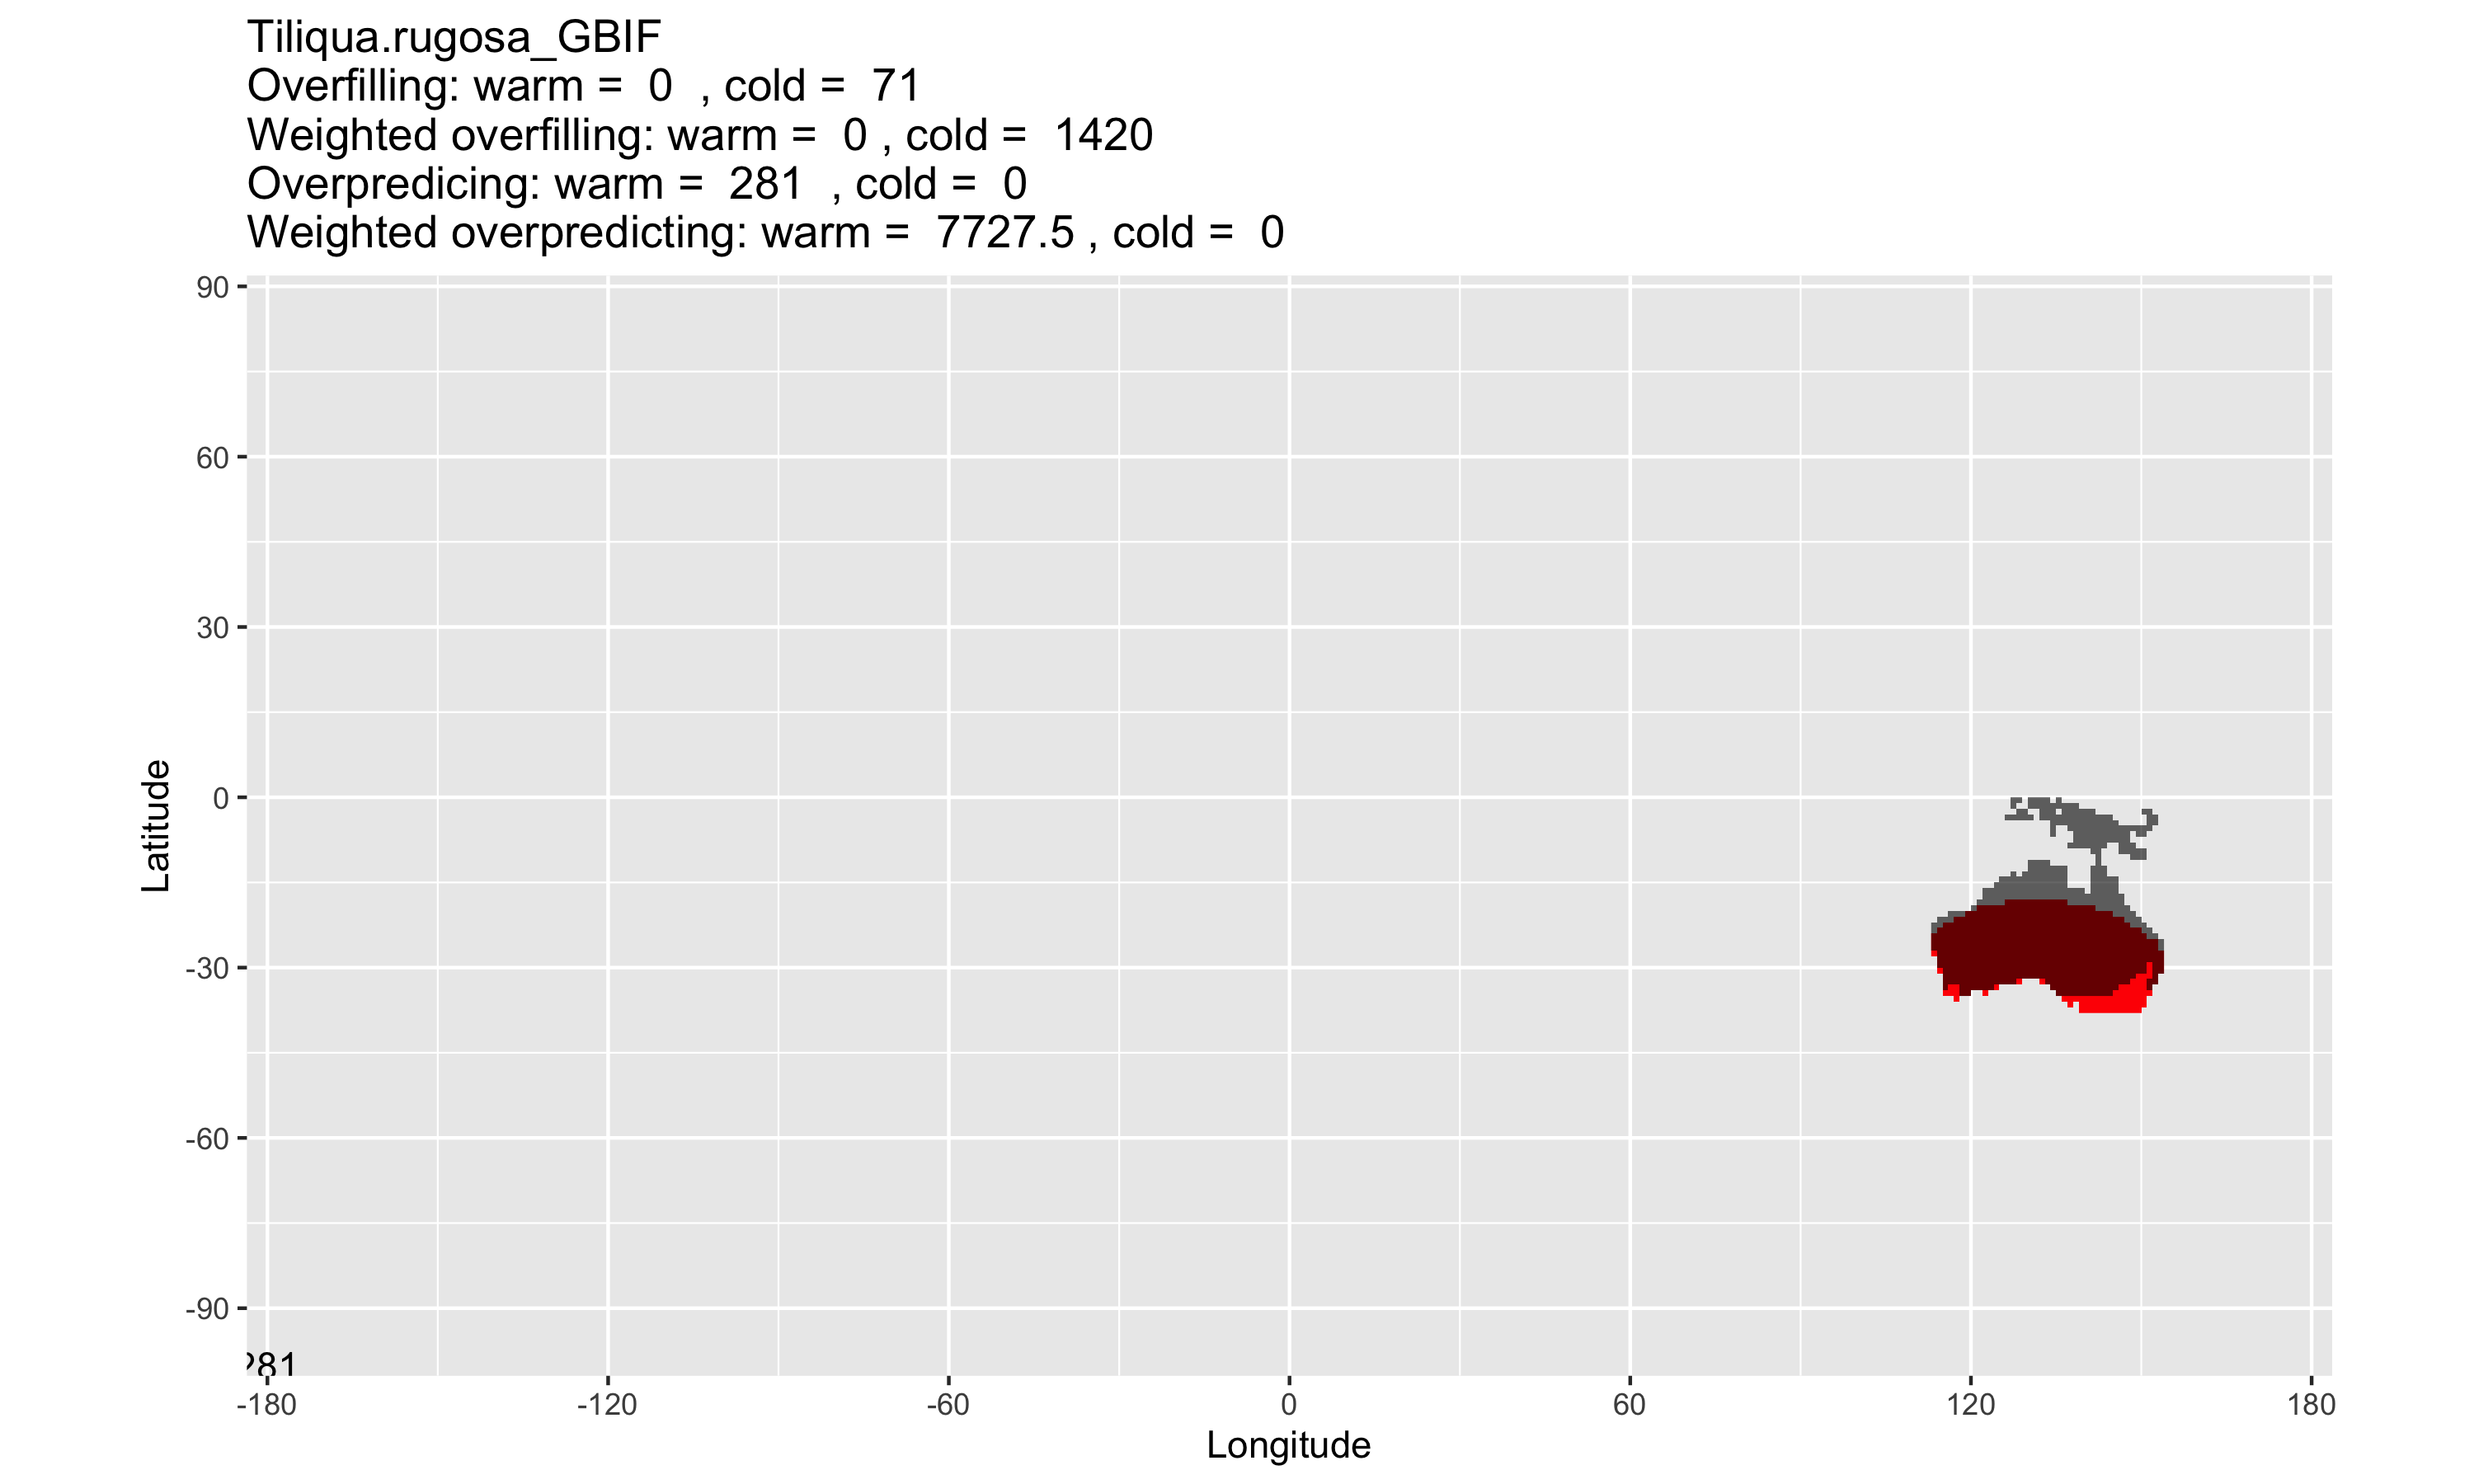 Tiliqua.rugosa_GBIF
Overfilling: warm = 0 , cold = 71
Weighted overfilling: warm = 0 , cold = 1420
Overpredicing: warm = 281 , cold = 0
Weighted overpredicting: warm = 7727.5 , cold = 0
90
60
30
0
-30
-60
-90
Latitude
281
-180
-120
-60
0
60
120
180
Longitude